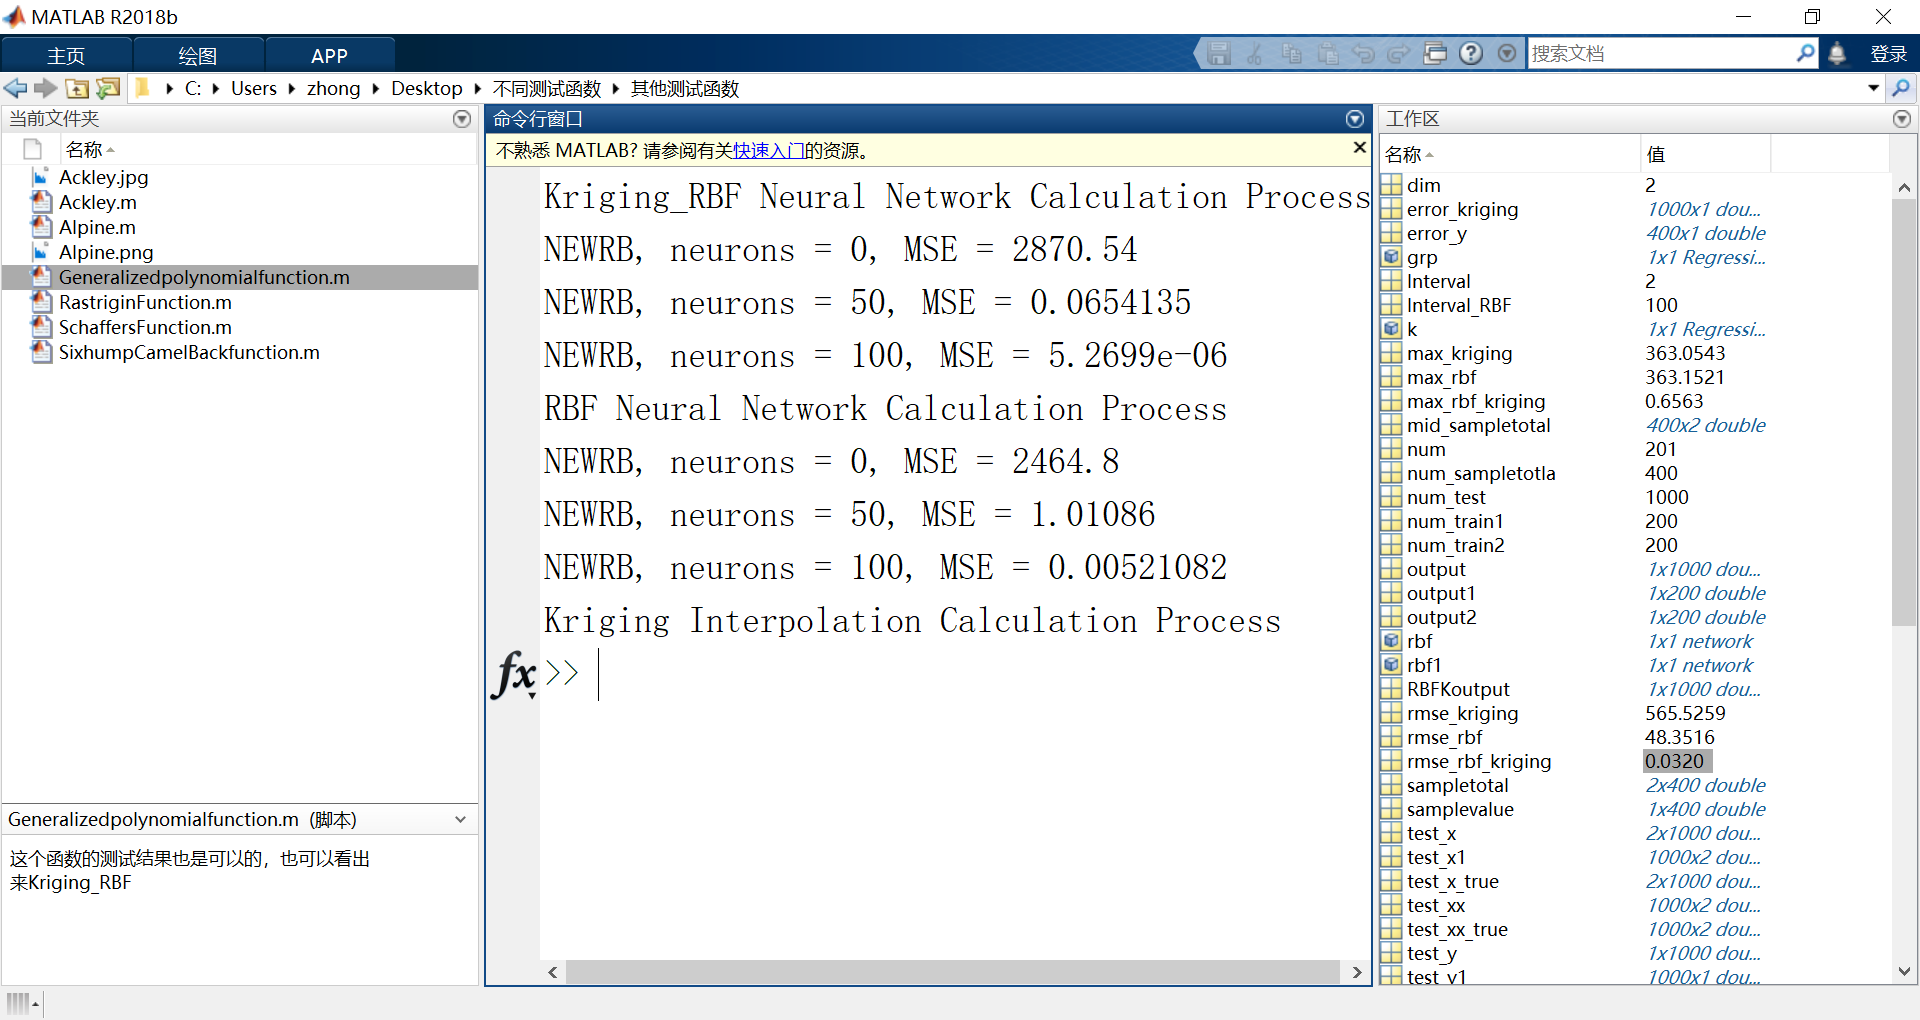 MATLAB R2018b
主页 绘图 APP 搜索文档 登录
C: Users zhong Desktop 不同测试函数 其他测试函数
当前文件夹
名称
Ackley.jpg
Ackley.m
Alpine.m
Alpine.png
Generalizedpolynomialfunction.m
RastriginFunction.m
SchaffersFunction.m
SixhumpCamelBackfunction.m
Generalizedpolynomialfunction.m (脚本)
这个函数的测试结果也是可以的，也可以看出
来Kriging_RBF
命令行窗口
不熟悉 MATLAB? 请参阅有关快速入门的资源。
Kriging_RBF Neural Network Calculation Process
NEWRB, neurons = 0, MSE = 2870.54
NEWRB, neurons = 50, MSE = 0.0654135
NEWRB, neurons = 100, MSE = 5.2699e-06
RBF Neural Network Calculation Process
NEWRB, neurons = 0, MSE = 2464.8
NEWRB, neurons = 50, MSE = 1.01086
NEWRB, neurons = 100, MSE = 0.00521082
Kriging Interpolation Calculation Process
fx >>
工作区
名称 值
dim 2
error_kriging 1000x1 dou...
error_y 400x1 double
grp 1x1 Regressi...
Interval 2
Interval_RBF 100
k 1x1 Regressi...
max_kriging 363.0543
max_rbf 363.1521
max_rbf_kriging 0.6563
mid_sampletotal 400x2 double
num 201
num_sampletotla 400
num_test 1000
num_train1 200
num_train2 200
output 1x1000 dou...
output1 1x200 double
output2 1x200 double
rbf 1x1 network
rbf1 1x1 network
RBFKoutput 1x1000 dou...
rmse_kriging 565.5259
rmse_rbf 48.3516
rmse_rbf_kriging 0.0320
sampletotal 2x400 double
samplevalue 1x400 double
test_x 2x1000 dou...
test_x1 1000x2 dou...
test_x_true 2x1000 dou...
test_xx 1000x2 dou...
test_xx_true 1000x2 dou...
test_y 1x1000 dou...
test_y1 1000x1 dou...